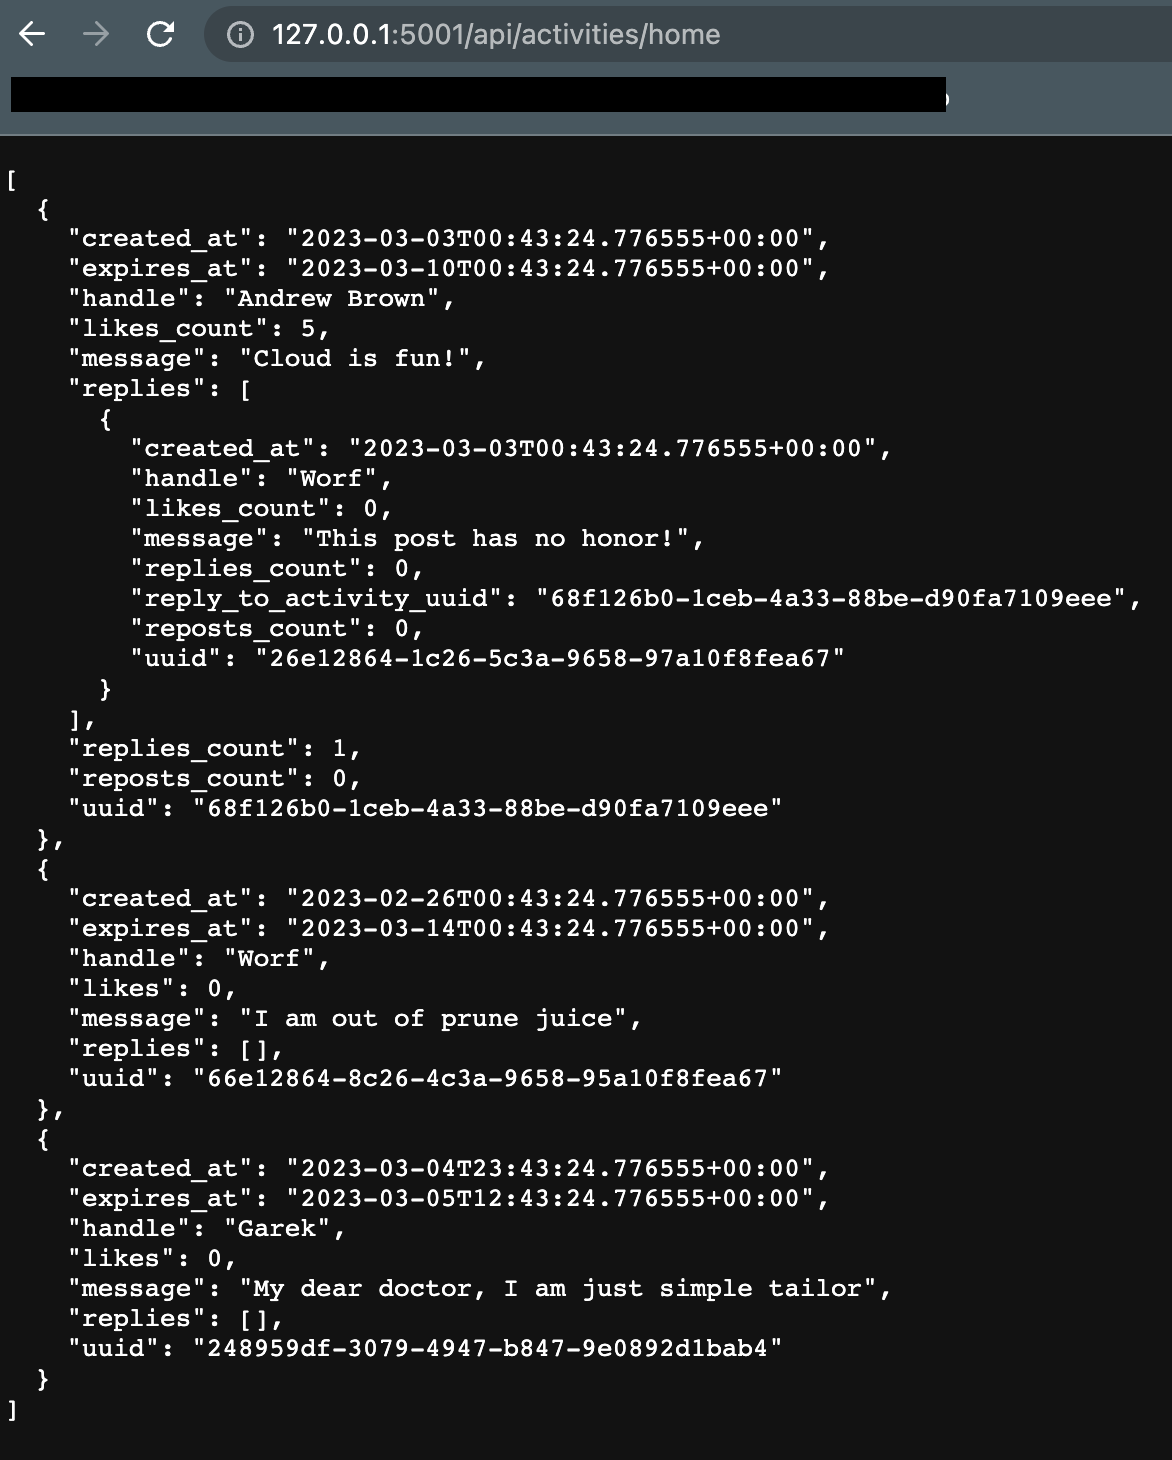 127.0.0.1:5001/api/activities/home
[
  {
    "created_at": "2023-03-03T00:43:24.776555+00:00",
    "expires_at": "2023-03-10T00:43:24.776555+00:00",
    "handle": "Andrew Brown",
    "likes_count": 5,
    "message": "Cloud is fun!",
    "replies": [
      {
        "created_at": "2023-03-03T00:43:24.776555+00:00",
        "handle": "Worf",
        "likes_count": 0,
        "message": "This post has no honor!",
        "replies_count": 0,
        "reply_to_activity_uuid": "68f126b0-1ceb-4a33-88be-d90fa7109eee",
        "reposts_count": 0,
        "uuid": "26e12864-1c26-5c3a-9658-97a10f8fea67"
      }
    ],
    "replies_count": 1,
    "reposts_count": 0,
    "uuid": "68f126b0-1ceb-4a33-88be-d90fa7109eee"
  },
  {
    "created_at": "2023-02-26T00:43:24.776555+00:00",
    "expires_at": "2023-03-14T00:43:24.776555+00:00",
    "handle": "Worf",
    "likes": 0,
    "message": "I am out of prune juice",
    "replies": [],
    "uuid": "66e12864-8c26-4c3a-9658-95a10f8fea67"
  },
  {
    "created_at": "2023-03-04T23:43:24.776555+00:00",
    "expires_at": "2023-03-05T12:43:24.776555+00:00",
    "handle": "Garek",
    "likes": 0,
    "message": "My dear doctor, I am just simple tailor",
    "replies": [],
    "uuid": "248959df-3079-4947-b847-9e0892d1bab4"
  }
]